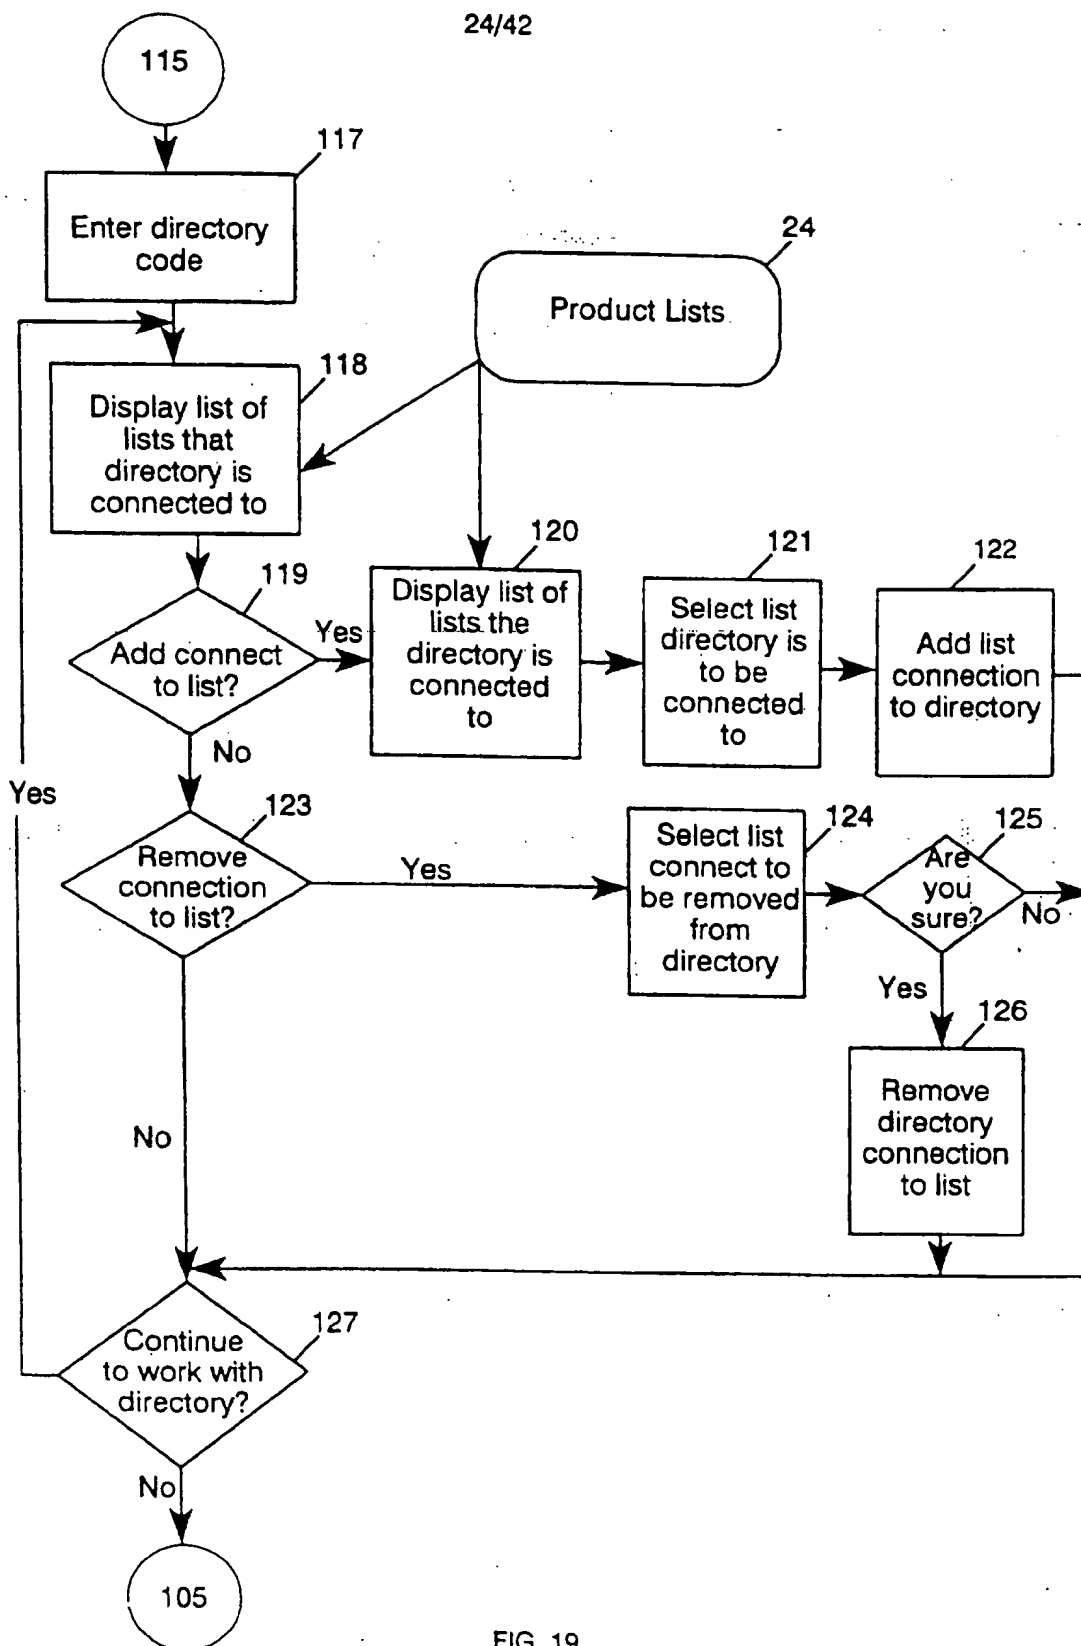 24/42
115
117
Enter directory
code
24
Product Lists
118
Display list of
lists that
directory is
connected to
119
Add connect
to list?
Yes
No
120
Display list of
lists the
directory is
connected
to
121
Select list
directory is
to be
connected
to
122
Add list
connection
to directory
Yes
123
Remove
connection
to list?
Yes
No
124
Select list
connect to
be removed
from
directory
125
Are
you
sure?
No
Yes
126
Remove
directory
connection
to list
127
Continue
to work with
directory?
No
105
FIG. 19